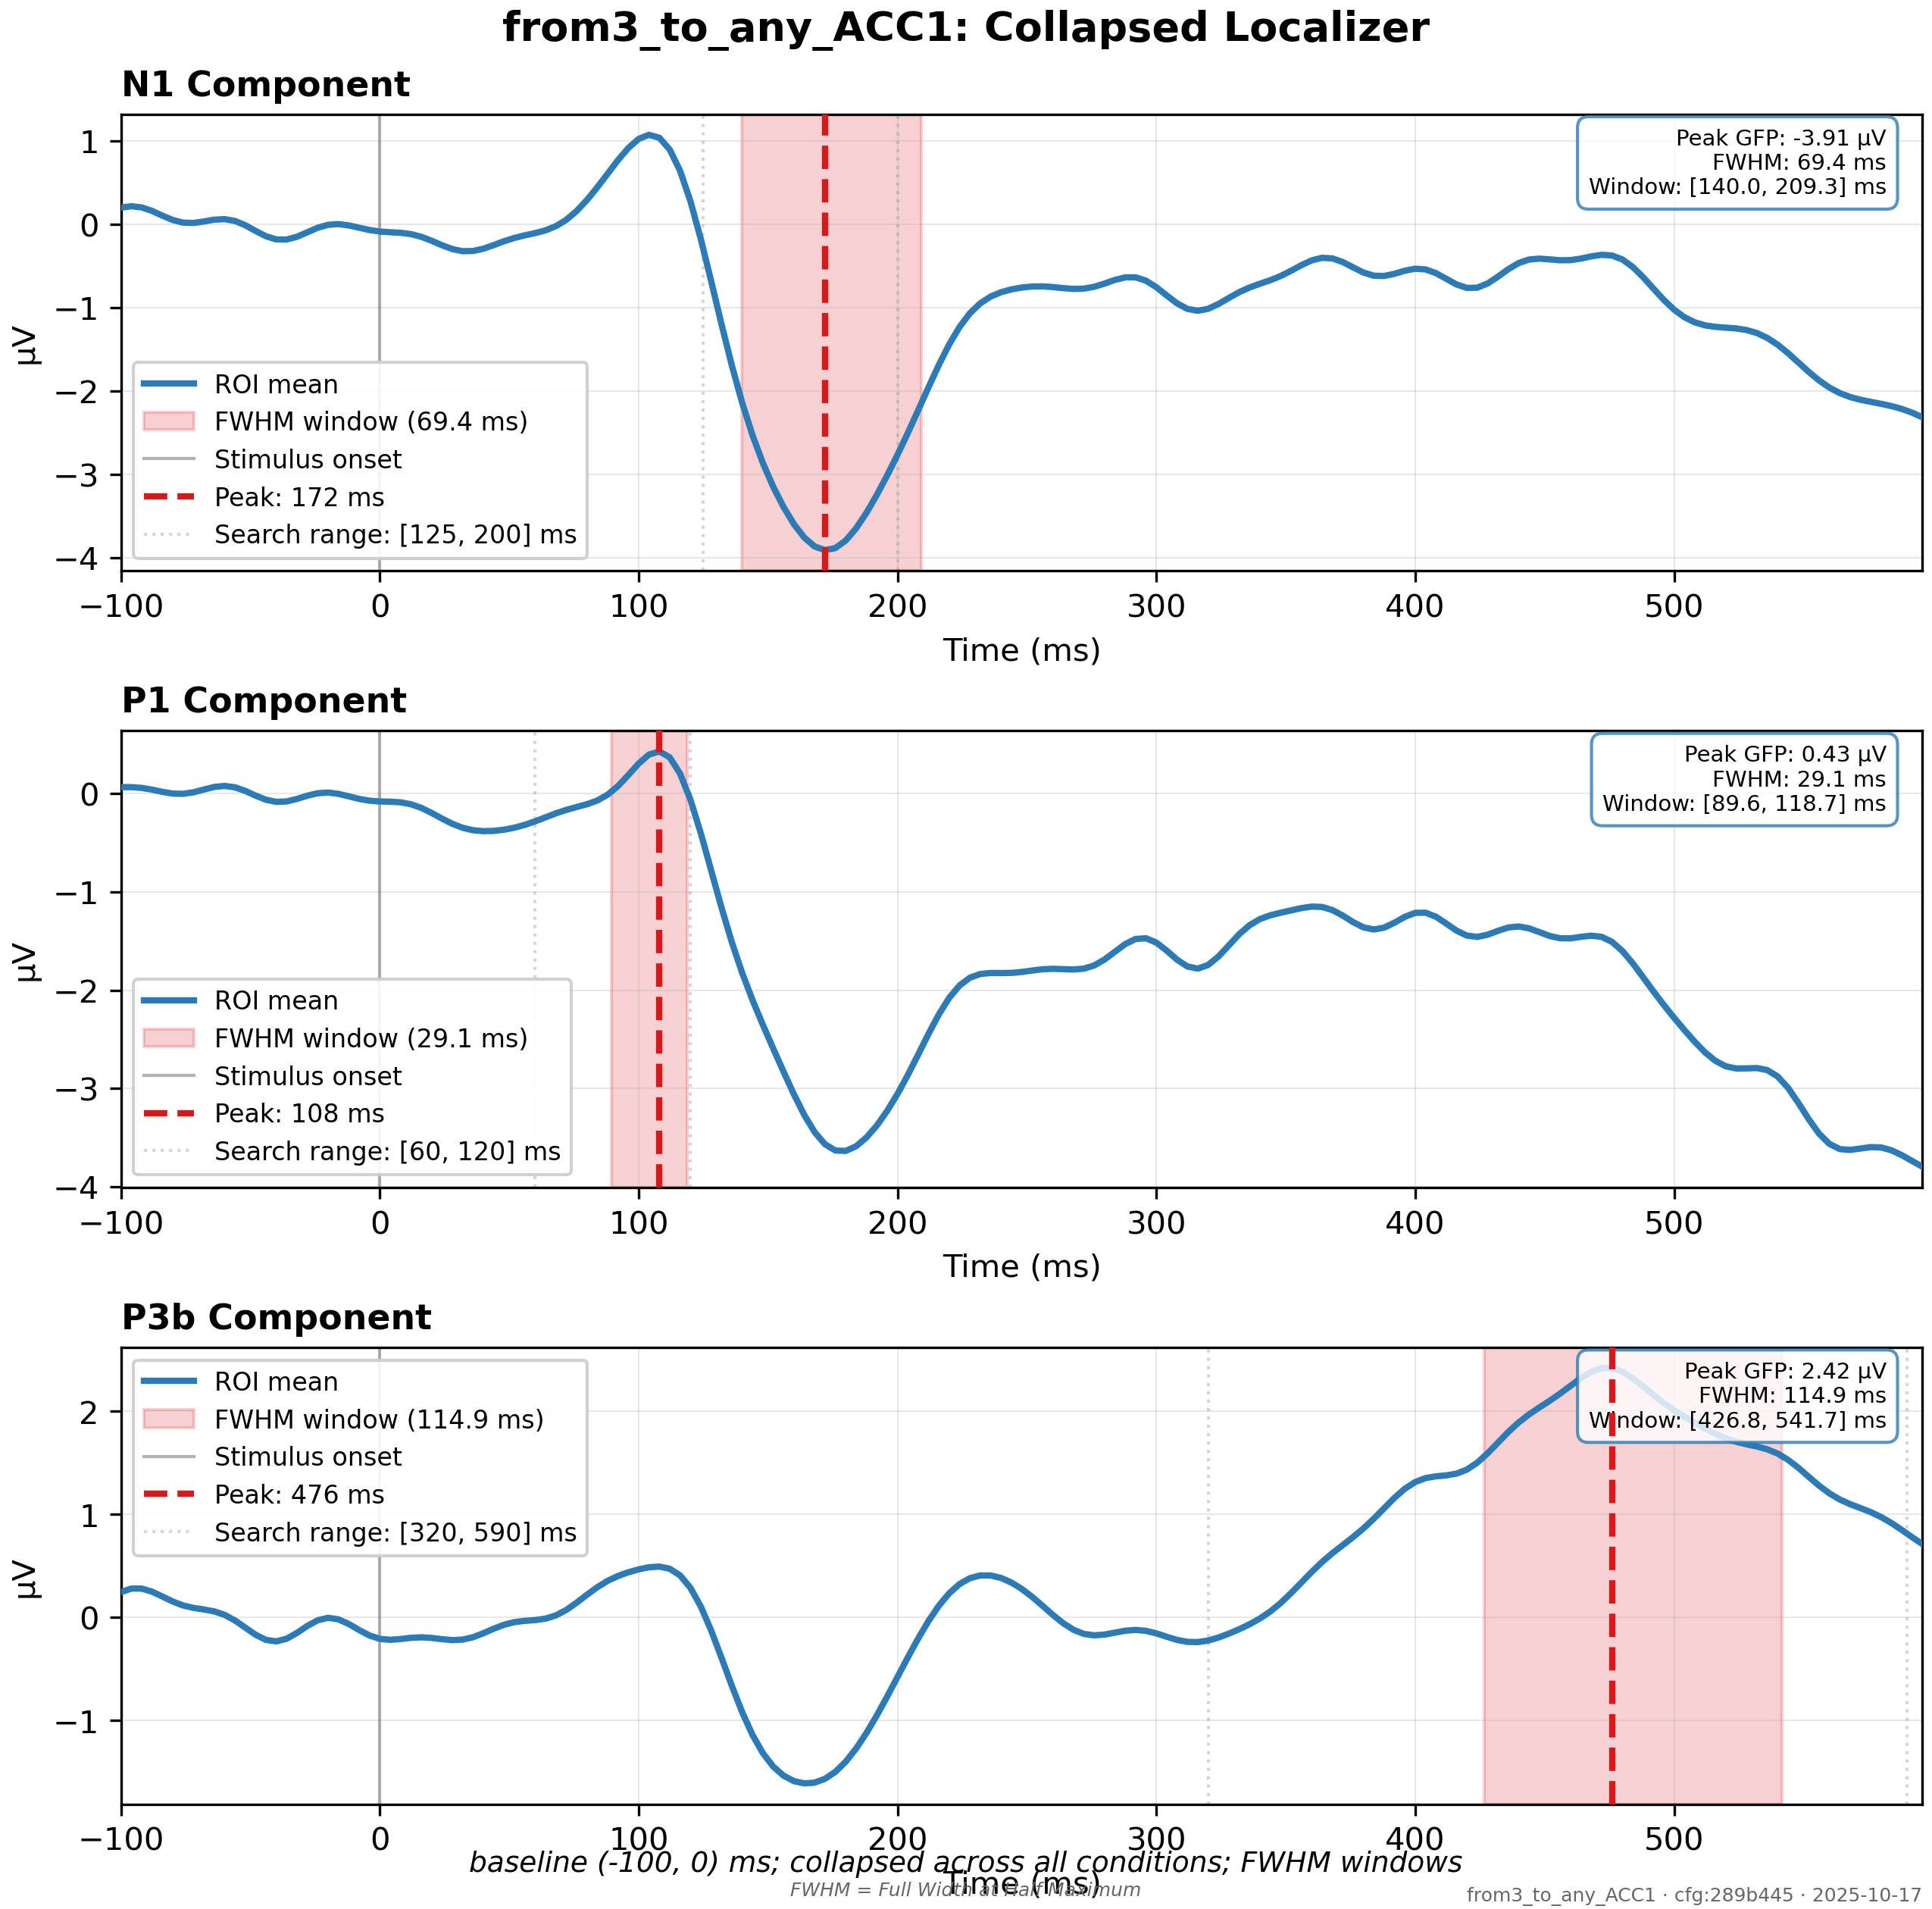 from3_to_any_ACC1: Collapsed Localizer
N1 Component
1
0
−1
−2
−3
−4
µV
Peak GFP: -3.91 µV
FWHM: 69.4 ms
Window: [140.0, 209.3] ms
ROI mean
FWHM window (69.4 ms)
Stimulus onset
Peak: 172 ms
Search range: [125, 200] ms
−100 0 100 200 300 400 500
Time (ms)
P1 Component
0
−1
−2
−3
−4
µV
Peak GFP: 0.43 µV
FWHM: 29.1 ms
Window: [89.6, 118.7] ms
ROI mean
FWHM window (29.1 ms)
Stimulus onset
Peak: 108 ms
Search range: [60, 120] ms
−100 0 100 200 300 400 500
Time (ms)
P3b Component
2
1
0
−1
µV
ROI mean
FWHM window (114.9 ms)
Stimulus onset
Peak: 476 ms
Search range: [320, 590] ms
Peak GFP: 2.42 µV
FWHM: 114.9 ms
Window: [426.8, 541.7] ms
−100 0 100 200 300 400 500
baseline (-100, 0) ms; collapsed across all conditions; FWHM windows
Time (ms)
FWHM = Full Width at Half Maximum
from3_to_any_ACC1 · cfg:289b445 · 2025-10-17